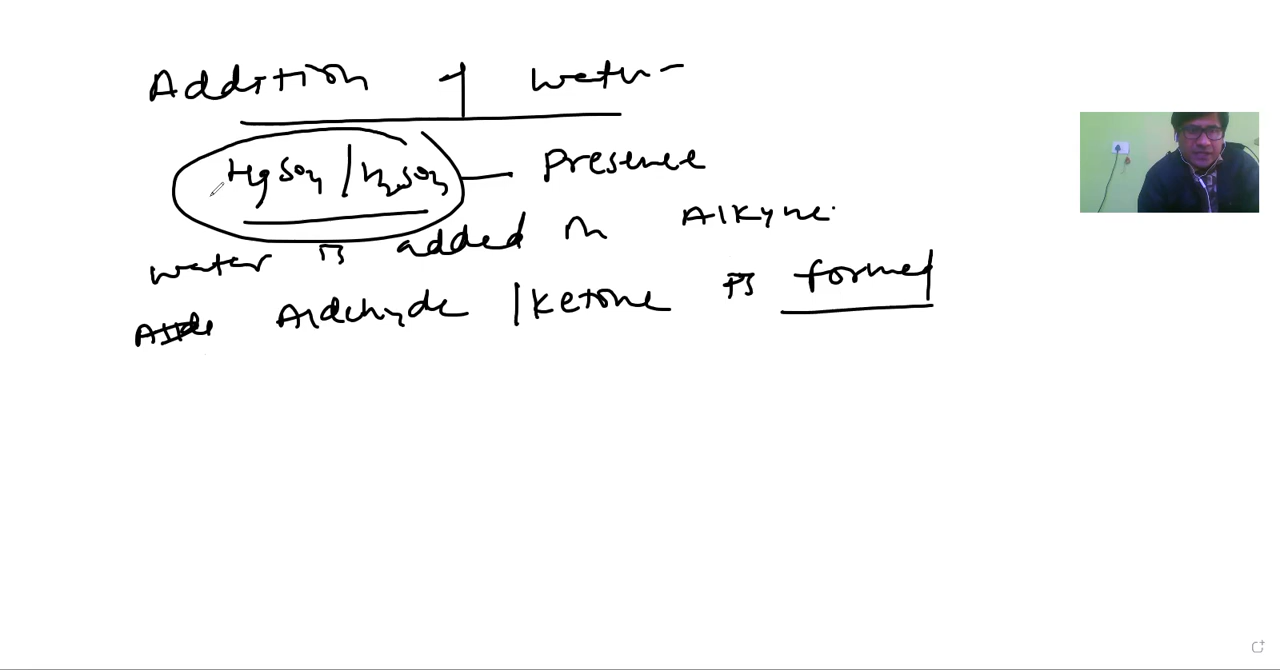 Addition of water
HgSO4 / H2SO4 — Presence
water is added in Alkyne.
Aldehyde / Ketone is formed